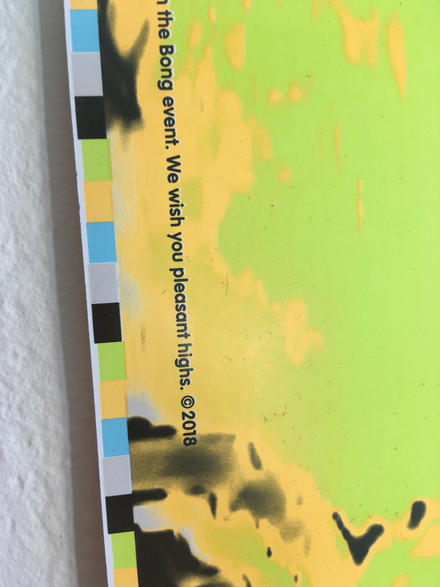 the Bong event. We wish you pleasant highs. ©2018